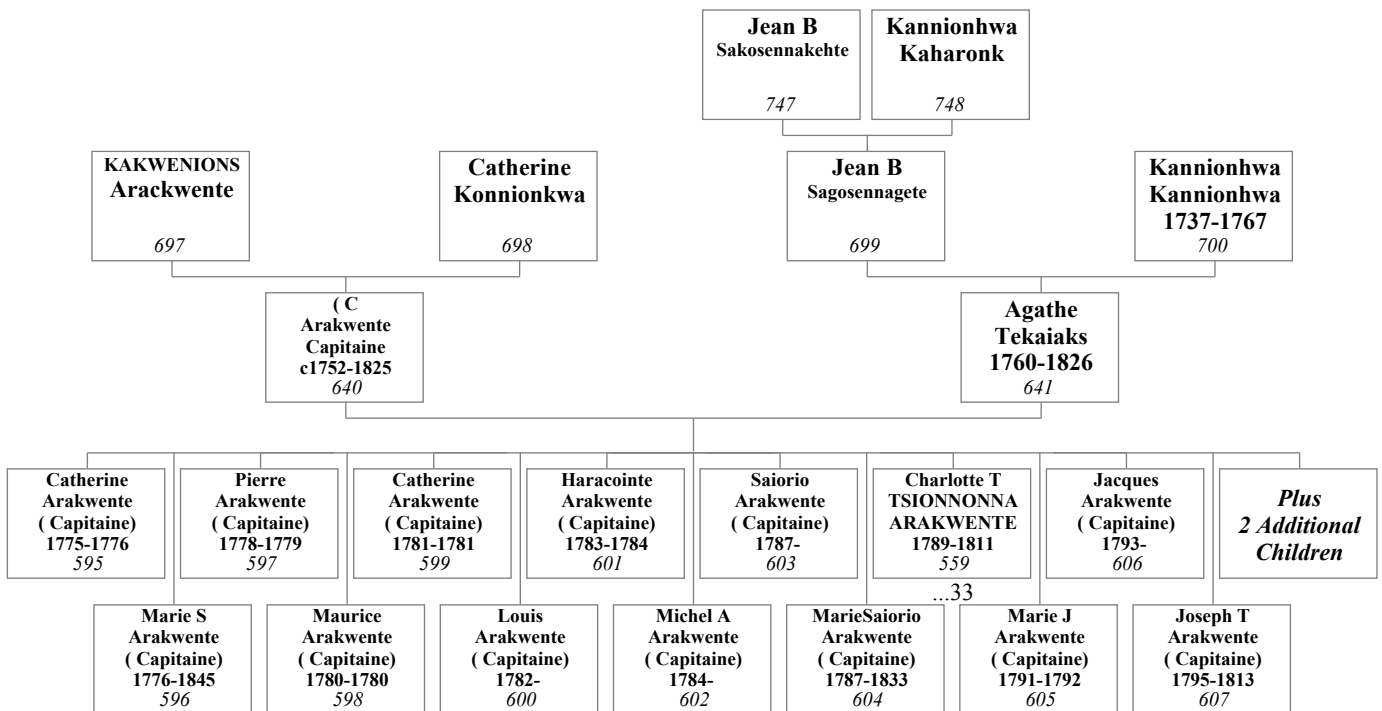 Jean B
Sakosennakehte
747
Kannionhwa
Kaharonk
748
KAKWENIONS
Arackwente
697
Catherine
Konnionkwa
698
Jean B
Sagosennagete
699
Kannionhwa
Kannionhwa
1737-1767
700
( C
Arakwente
Capitaine
c1752-1825
640
Agathe
Tekaiaks
1760-1826
641
Catherine
Arakwente
( Capitaine)
1775-1776
595
Pierre
Arakwente
( Capitaine)
1778-1779
597
Catherine
Arakwente
( Capitaine)
1781-1781
599
Haracointe
Arakwente
( Capitaine)
1783-1784
601
Saiorio
Arakwente
( Capitaine)
1787-
603
Charlotte T
TSIONNONNA
ARAKWENTE
1789-1811
559
...33
Jacques
Arakwente
( Capitaine)
1793-
606
Plus
2 Additional
Children
Marie S
Arakwente
( Capitaine)
1776-1845
596
Maurice
Arakwente
( Capitaine)
1780-1780
598
Louis
Arakwente
( Capitaine)
1782-
600
Michel A
Arakwente
( Capitaine)
1784-
602
MarieSaiorio
Arakwente
( Capitaine)
1787-1833
604
Marie J
Arakwente
( Capitaine)
1791-1792
605
Joseph T
Arakwente
( Capitaine)
1795-1813
607